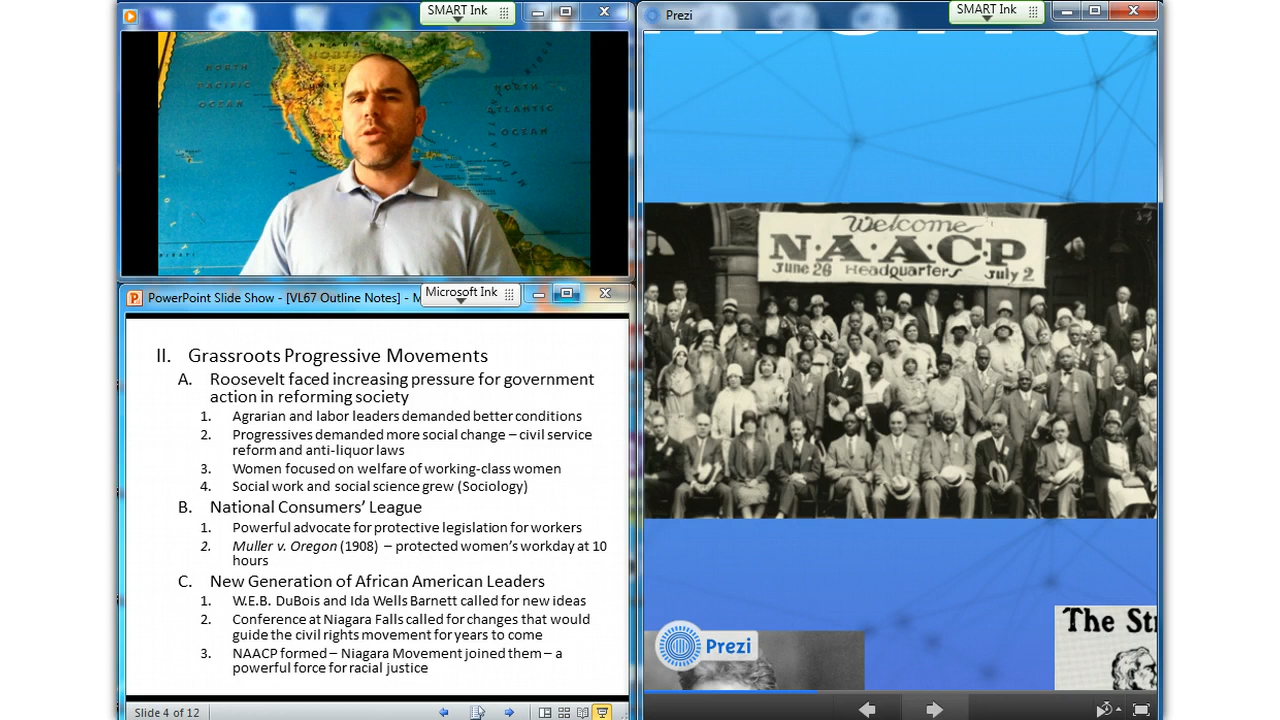 SMART Ink
NORTH
PACIFIC
OCEAN
CANADA
NORTH
ATLANTIC
OCEAN
PowerPoint Slide Show - [VL67 Outline Notes] - M
Microsoft Ink
II. Grassroots Progressive Movements
A. Roosevelt faced increasing pressure for government
action in reforming society
1. Agrarian and labor leaders demanded better conditions
2. Progressives demanded more social change – civil service
reform and anti-liquor laws
3. Women focused on welfare of working-class women
4. Social work and social science grew (Sociology)
B. National Consumers’ League
1. Powerful advocate for protective legislation for workers
2. Muller v. Oregon (1908) – protected women’s workday at 10
hours
C. New Generation of African American Leaders
1. W.E.B. DuBois and Ida Wells Barnett called for new ideas
2. Conference at Niagara Falls called for changes that would
guide the civil rights movement for years to come
3. NAACP formed – Niagara Movement joined them – a
powerful force for racial justice
Slide 4 of 12
Prezi
SMART Ink
Welcome
N·A·A·C·P
June 26 Headquarters July 2
Prezi
The St